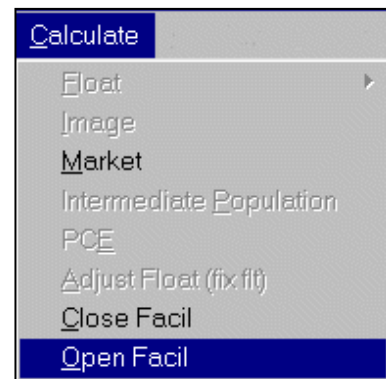 Calculate
Float
Image
Market
Intermediate Population
PCE
Adjust Float (fix flt)
Close Facil
Open Facil